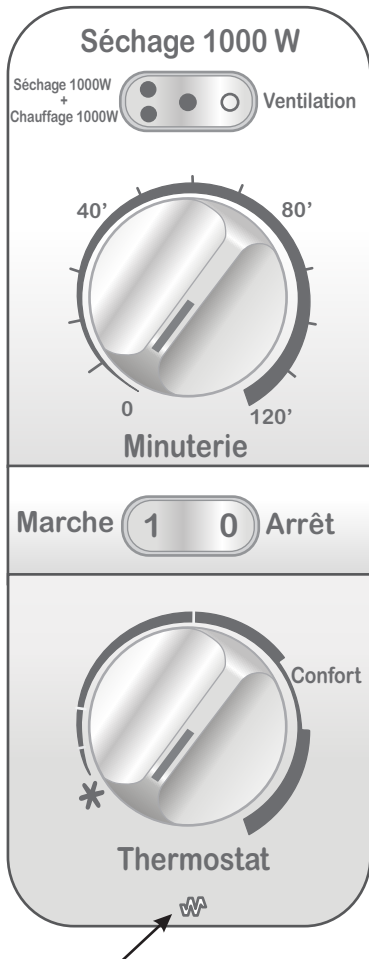 Séchage 1000 W
Séchage 1000W
+
Chauffage 1000W
Ventilation
40’
80’
0
120’
Minuterie
Marche
1
0
Arrêt
Confort
Thermostat